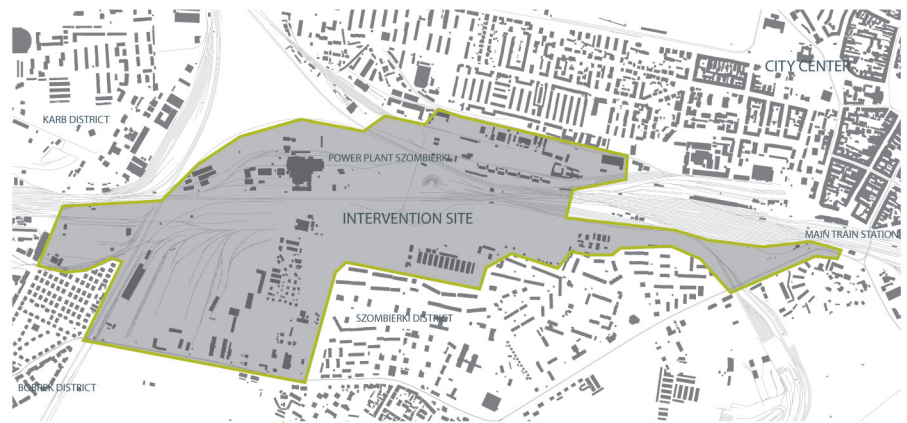 CITY CENTER
KARB DISTRICT
POWER PLANT SZOMBIERKI
INTERVENTION SITE
MAIN TRAIN STATION
SZOMBIERKI DISTRICT
BOBREK DISTRICT